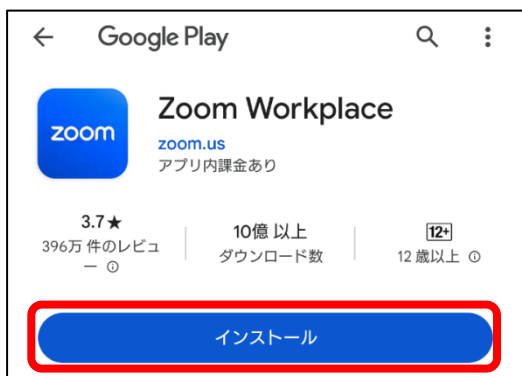 Google Play
Zoom Workplace
zoom
zoom.us
アプリ内課金あり
3.7★
396万 件のレビュ
ー ⓘ
10億 以上
ダウンロード数
12+
12 歳以上 ⓘ
インストール